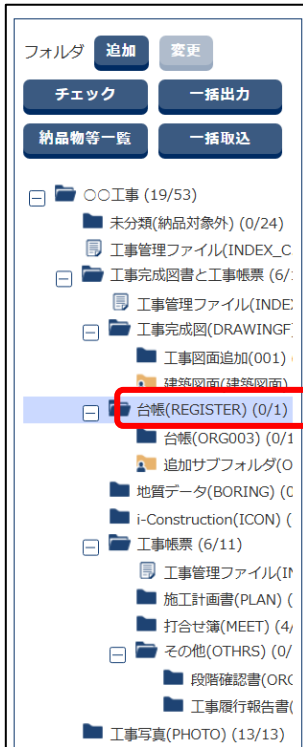 フォルダ 追加 変更
チェック 一括出力
納品物等一覧 一括取込
○○工事 (19/53)
未分類(納品対象外) (0/24)
工事管理ファイル(INDEX_C
工事完成図書と工事帳票 (6/
工事管理ファイル(INDE
工事完成図(DRAWINGF
工事図面追加(001)
建築図面(建築図面)
台帳(REGISTER) (0/1)
台帳(ORG003) (0/1
追加サブフォルダ(O
地質データ(BORING) (0
i-Construction(ICON) (
工事帳票 (6/11)
工事管理ファイル(IN
施工計画書(PLAN) (
打合せ簿(MEET) (4/
その他(OTHRS) (0/
段階確認書(ORG
工事履行報告書(
工事写真(PHOTO) (13/13)